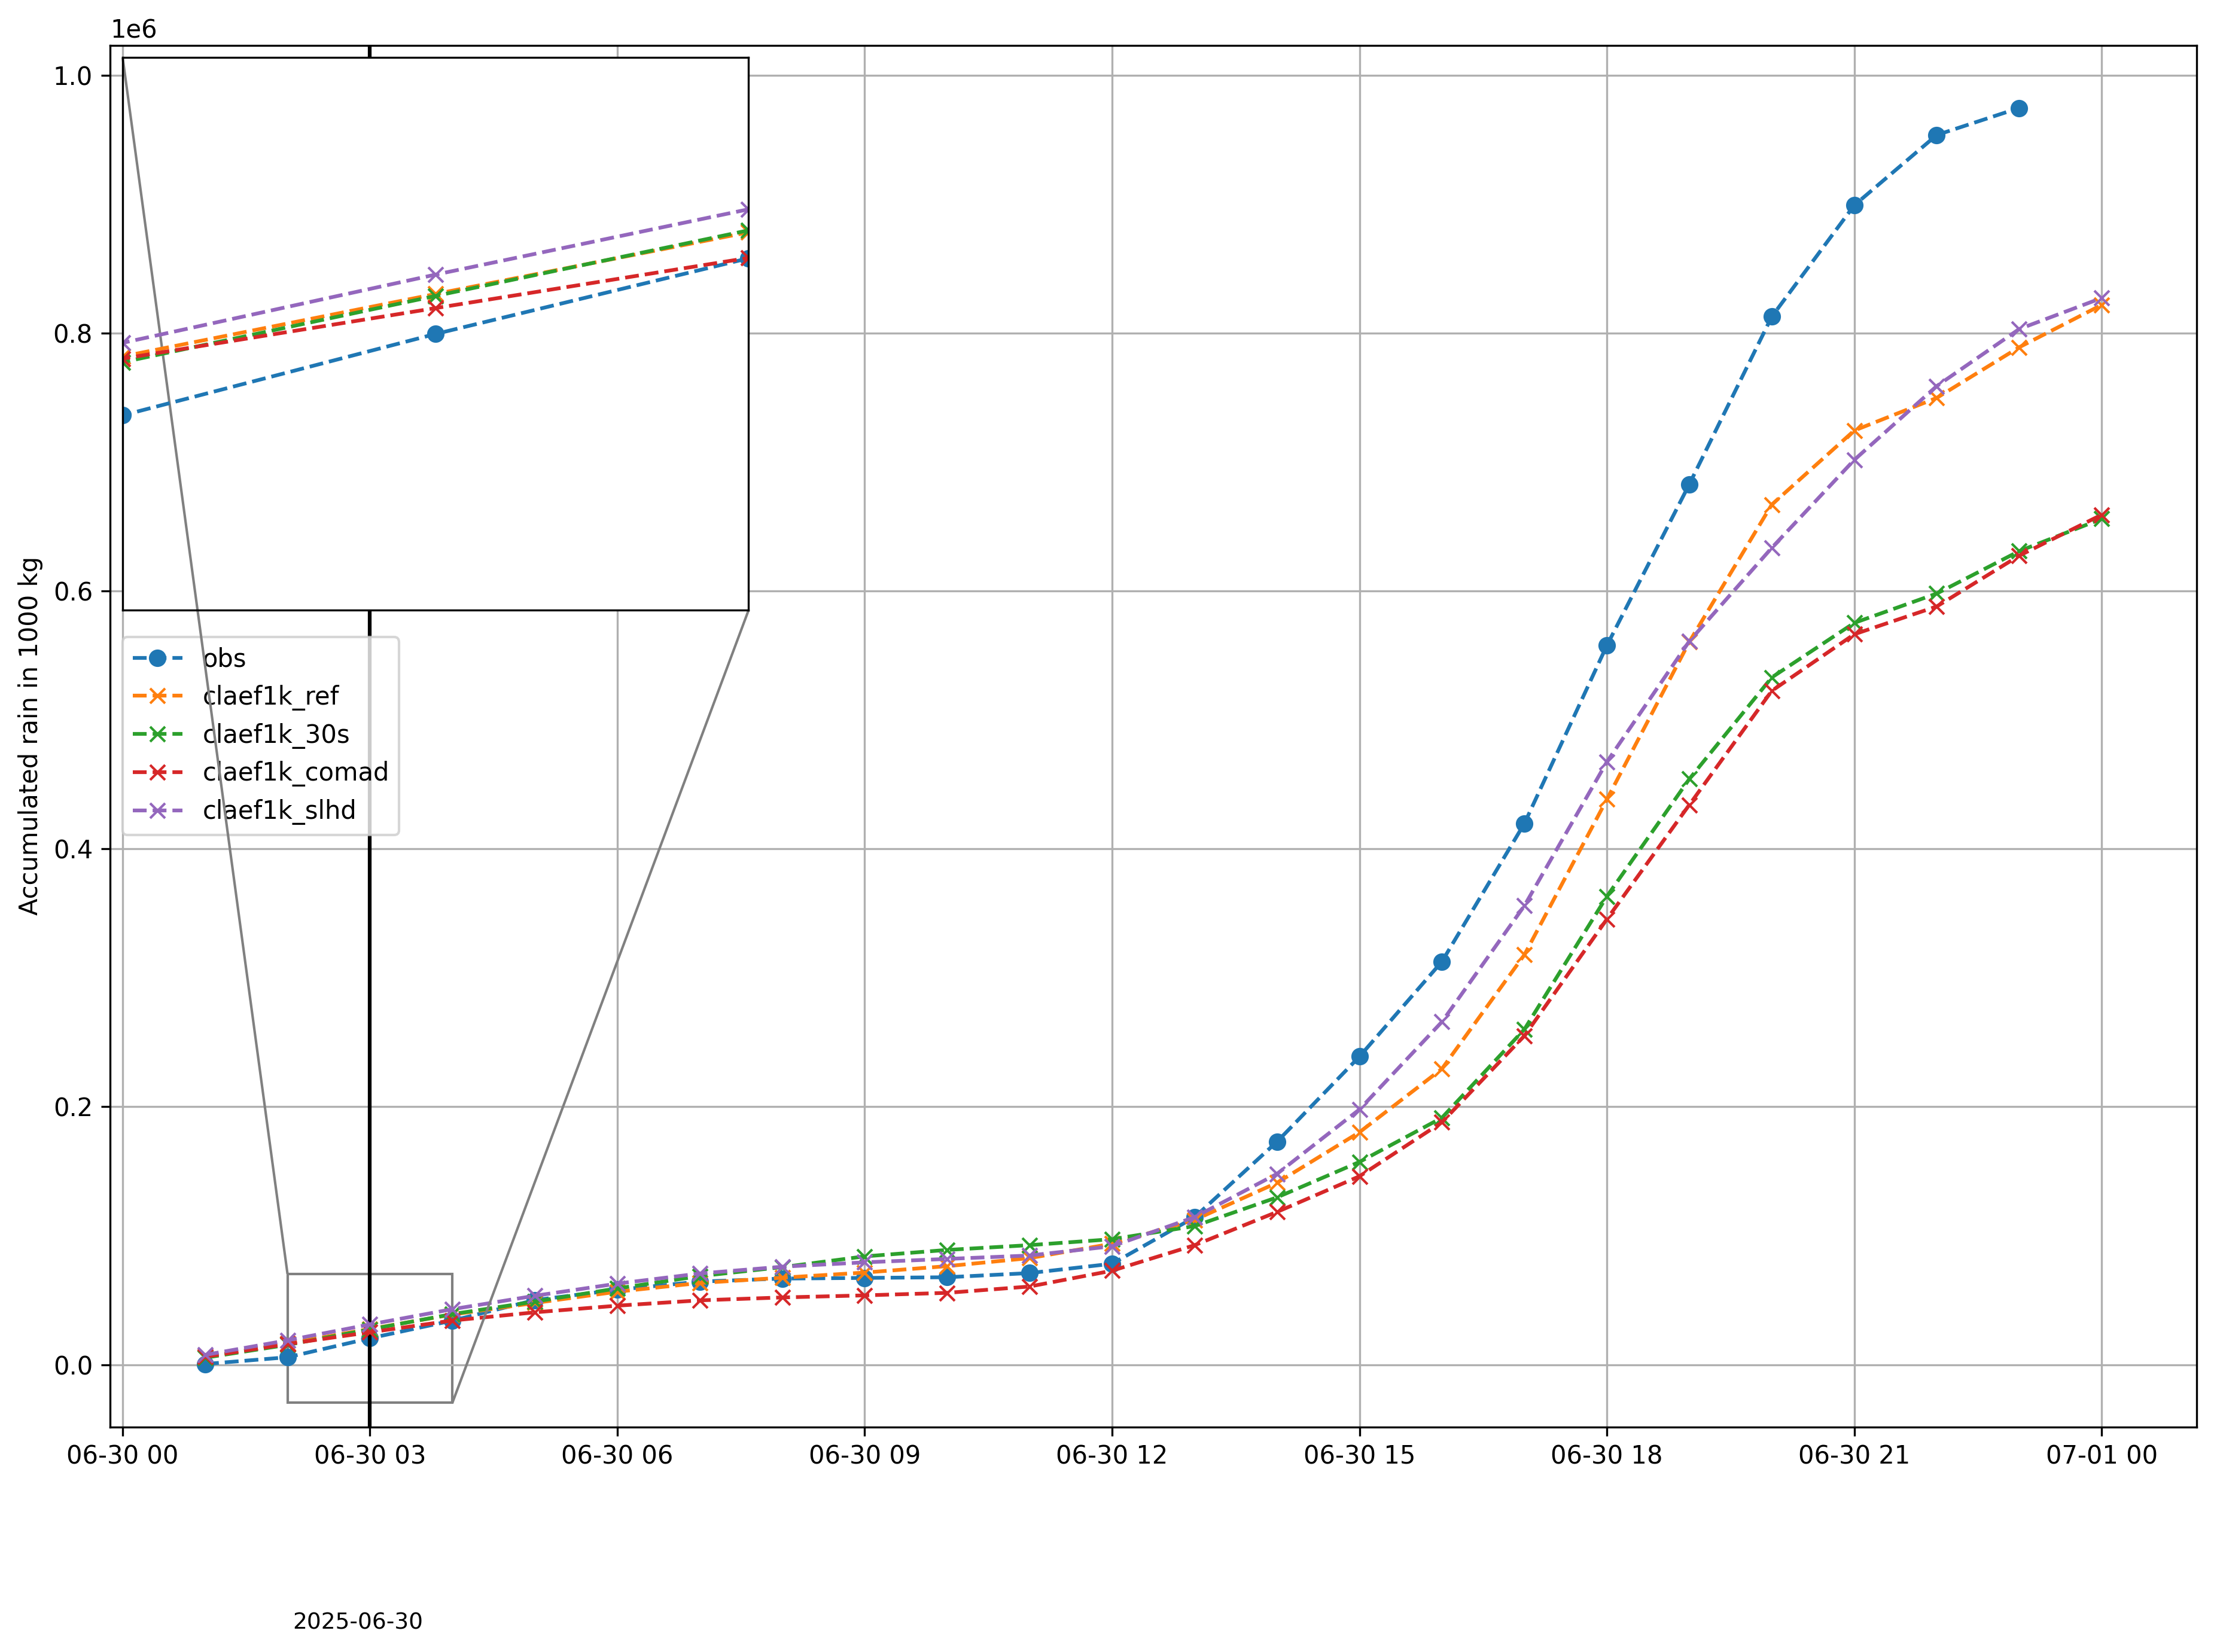 1e6
1.0
0.8
0.6
0.4
0.2
0.0
Accumulated rain in 1000 kg
obs
claef1k_ref
claef1k_30s
claef1k_comad
claef1k_slhd
06-30 00 06-30 03 06-30 06 06-30 09 06-30 12 06-30 15 06-30 18 06-30 21 07-01 00
2025-06-30